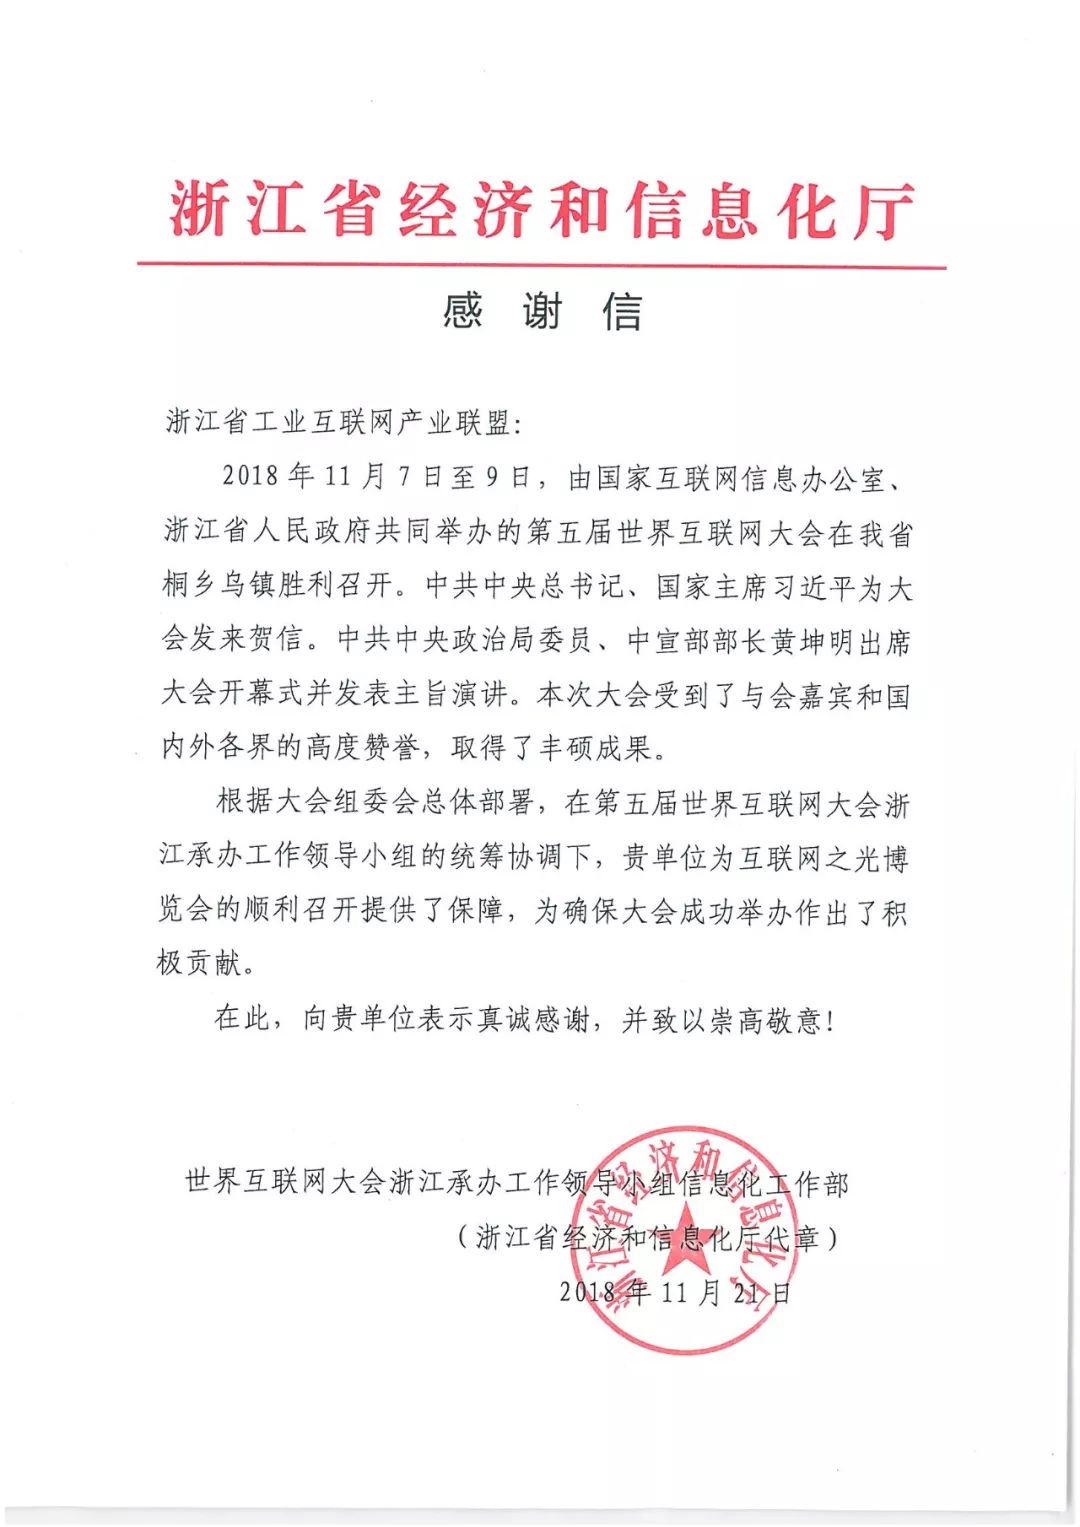 浙江省经济和信息化厅
感谢信
浙江省工业互联网产业联盟：
2018年11月7日至9日，由国家互联网信息办公室、
浙江省人民政府共同举办的第五届世界互联网大会在我省
桐乡乌镇胜利召开。中共中央总书记、国家主席习近平为大
会发来贺信。中共中央政治局委员、中宣部部长黄坤明出席
大会开幕式并发表主旨演讲。本次大会受到了与会嘉宾和国
内外各界的高度赞誉，取得了丰硕成果。
根据大会组委会总体部署，在第五届世界互联网大会浙
江承办工作领导小组的统筹协调下，贵单位为互联网之光博
览会的顺利召开提供了保障，为确保大会成功举办作出了积
极贡献。
在此，向贵单位表示真诚感谢，并致以崇高敬意！
世界互联网大会浙江承办工作领导小组信息化工作部
（浙江省经济和信息化厅代章）
2018年11月21日
浙江省经济和信息化厅